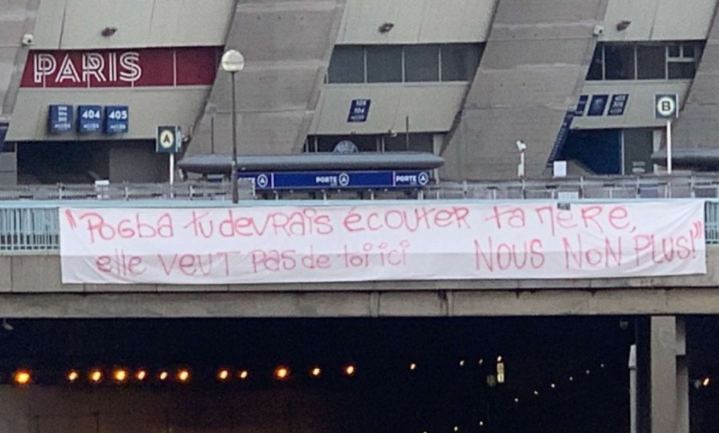 PARIS
404 405
A
B
PORTE A PORTE A PORTE
"Pogba tu devrais écouter ta mère,
elle veut pas de toi ici NOUS NON PLUS!"